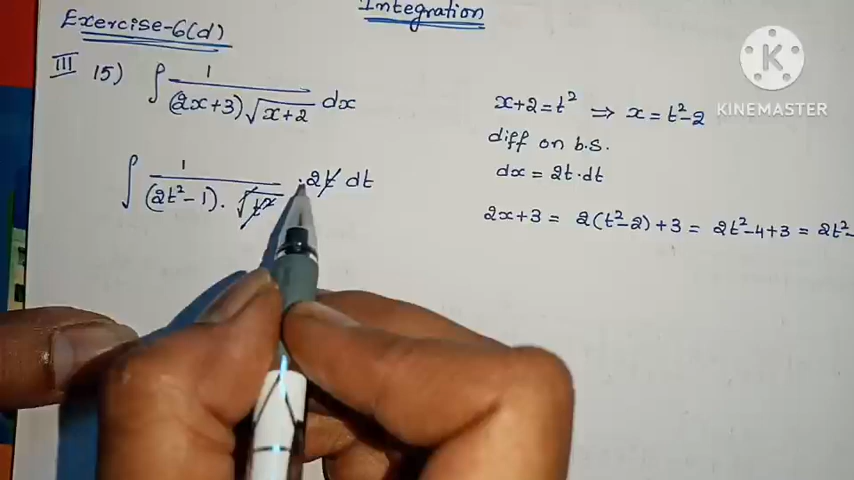 Integration
Exercise-6(d)
III 15) ∫ 1/((2x+3)√(x+2)) dx
x+2 = t² ⇒ x = t²-2
diff on b.s.
dx = 2t·dt
∫ 1/((2t²-1)·√t²) · 2t dt
2x+3 = 2(t²-2)+3 = 2t²-4+3 = 2t²-
KINEMASTER